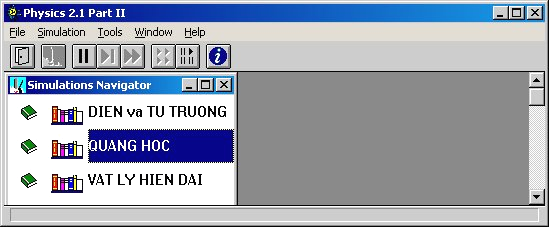 Physics 2.1 Part II
File Simulation Tools Window Help
Simulations Navigator
DIEN va TU TRUONG
QUANG HOC
VAT LY HIEN DAI